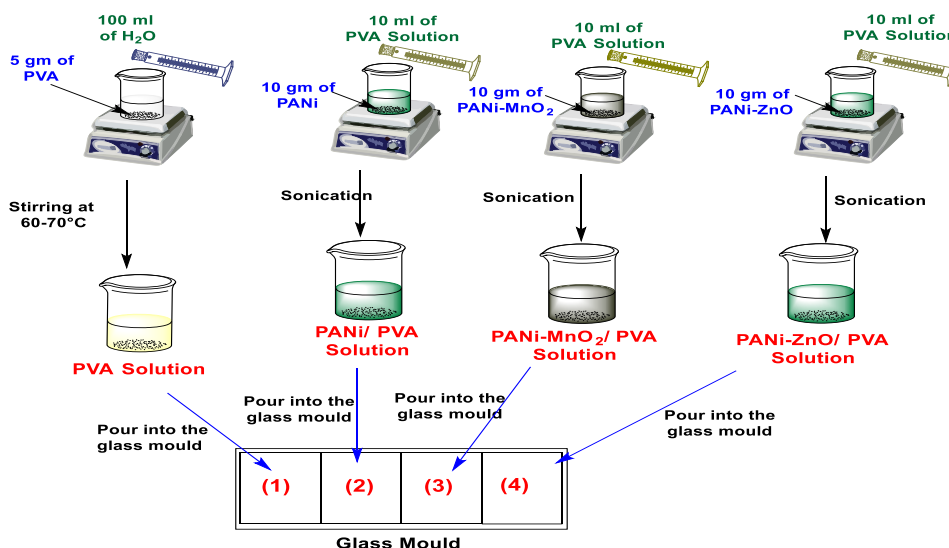 100 ml
of H₂O
5 gm of
PVA
Stirring at
60-70°C
PVA Solution
Pour into the
glass mould
10 ml of
PVA Solution
10 gm of
PANi
Sonication
PANi/ PVA
Solution
Pour into the
glass mould
10 ml of
PVA Solution
10 gm of
PANi-MnO₂
Sonication
PANi-MnO₂/ PVA
Solution
Pour into the
glass mould
10 ml of
PVA Solution
10 gm of
PANi-ZnO
Sonication
PANi-ZnO/ PVA
Solution
Pour into the
glass mould
(1)
(2)
(3)
(4)
Glass Mould